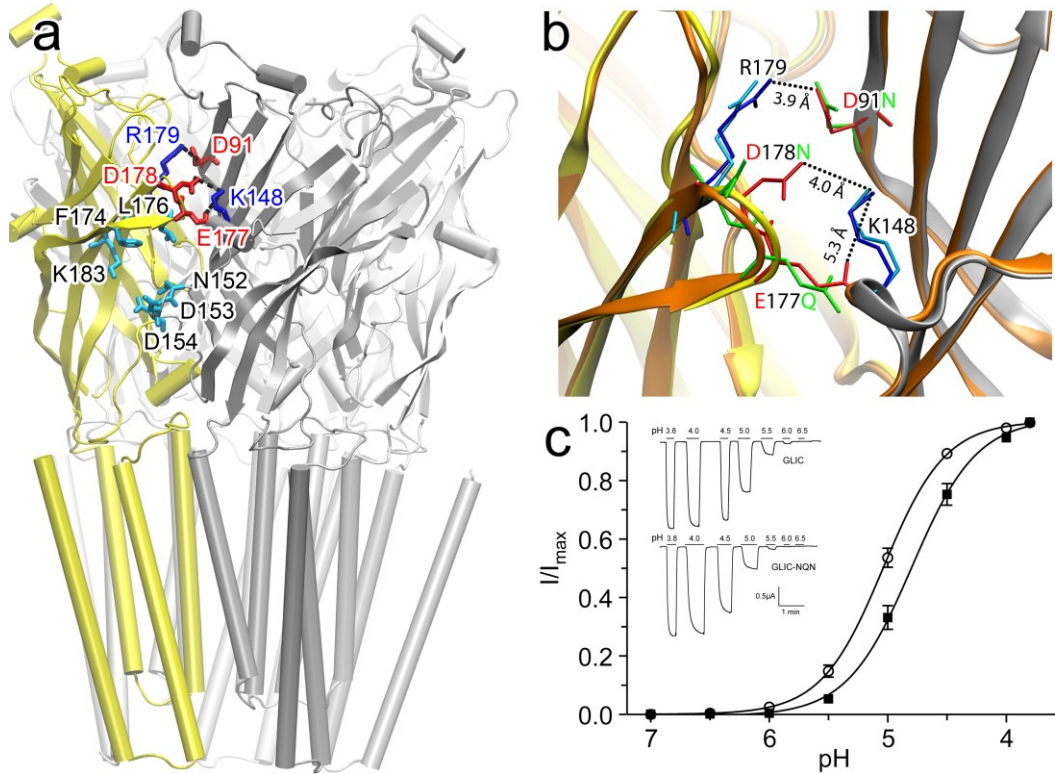 a
R179
D91
D178
K148
F174
L176
E177
K183
N152
D153
D154
b
R179
3.9 Å
D91N
D178N
4.0 Å
K148
5.3 Å
E177Q
c
pH 3.8 4.0 4.5 5.0 5.5 6.0 6.5
GLIC
pH 3.8 4.0 4.5 5.0 5.5 6.0 6.5
GLIC-NQN
0.5µA
1 min
I/Imax
1.0
0.8
0.6
0.4
0.2
0.0
7 6 5 4
pH